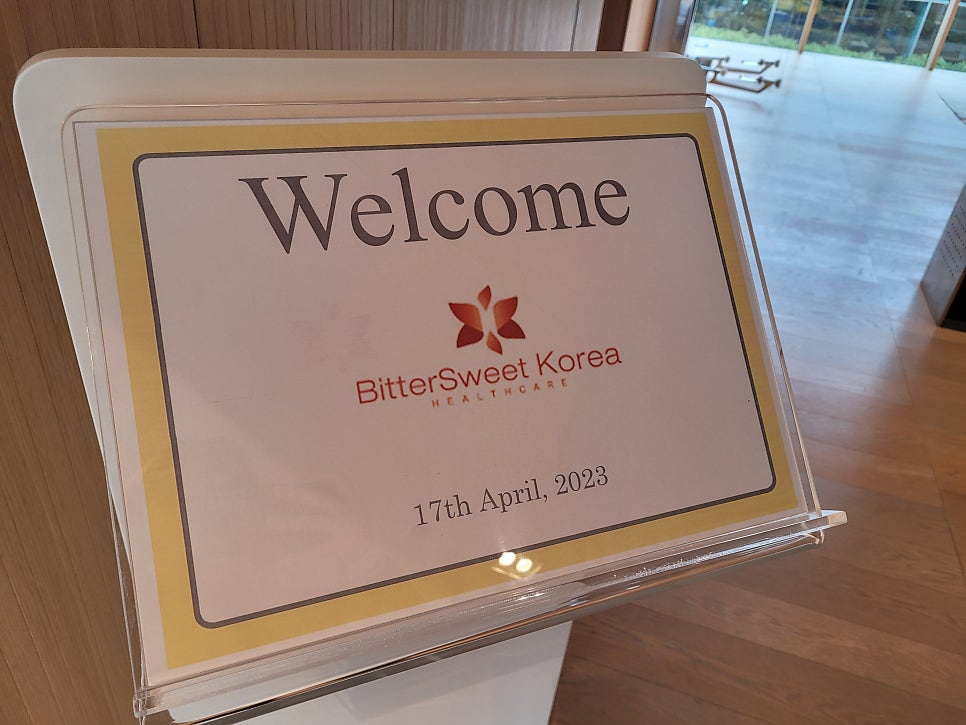 Welcome
BitterSweet Korea
HEALTHCARE
17th April, 2023